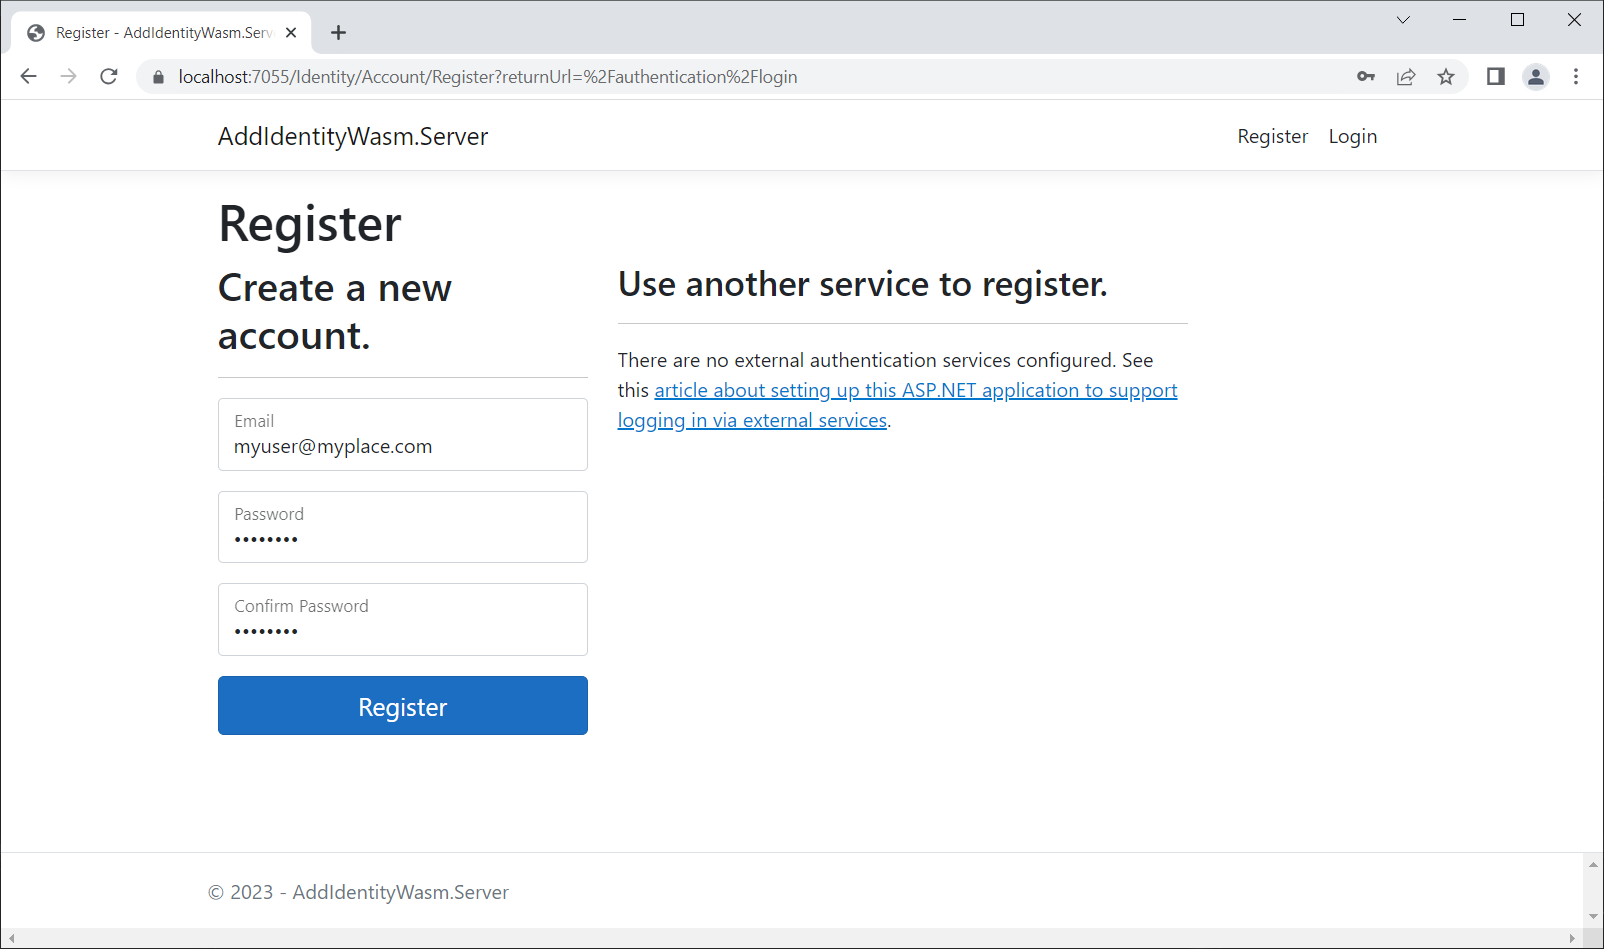 Register - AddIdentityWasm.Serv
localhost:7055/Identity/Account/Register?returnUrl=%2Fauthentication%2Flogin
AddIdentityWasm.Server
Register
Login
Register
Create a new
account.
Email
myuser@myplace.com
Password
••••••••
Confirm Password
••••••••
Register
Use another service to register.
There are no external authentication services configured. See
this article about setting up this ASP.NET application to support
logging in via external services.
© 2023 - AddIdentityWasm.Server